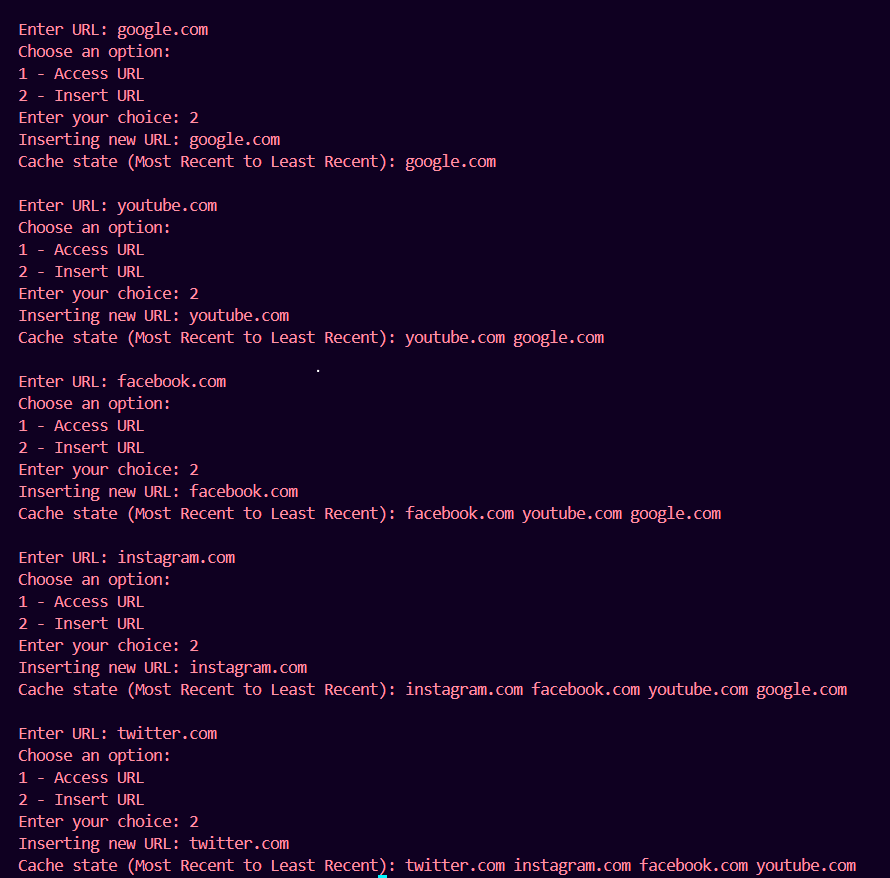 Enter URL: google.com
Choose an option:
1 - Access URL
2 - Insert URL
Enter your choice: 2
Inserting new URL: google.com
Cache state (Most Recent to Least Recent): google.com
Enter URL: youtube.com
Choose an option:
1 - Access URL
2 - Insert URL
Enter your choice: 2
Inserting new URL: youtube.com
Cache state (Most Recent to Least Recent): youtube.com google.com
Enter URL: facebook.com
Choose an option:
1 - Access URL
2 - Insert URL
Enter your choice: 2
Inserting new URL: facebook.com
Cache state (Most Recent to Least Recent): facebook.com youtube.com google.com
Enter URL: instagram.com
Choose an option:
1 - Access URL
2 - Insert URL
Enter your choice: 2
Inserting new URL: instagram.com
Cache state (Most Recent to Least Recent): instagram.com facebook.com youtube.com google.com
Enter URL: twitter.com
Choose an option:
1 - Access URL
2 - Insert URL
Enter your choice: 2
Inserting new URL: twitter.com
Cache state (Most Recent to Least Recent): twitter.com instagram.com facebook.com youtube.com